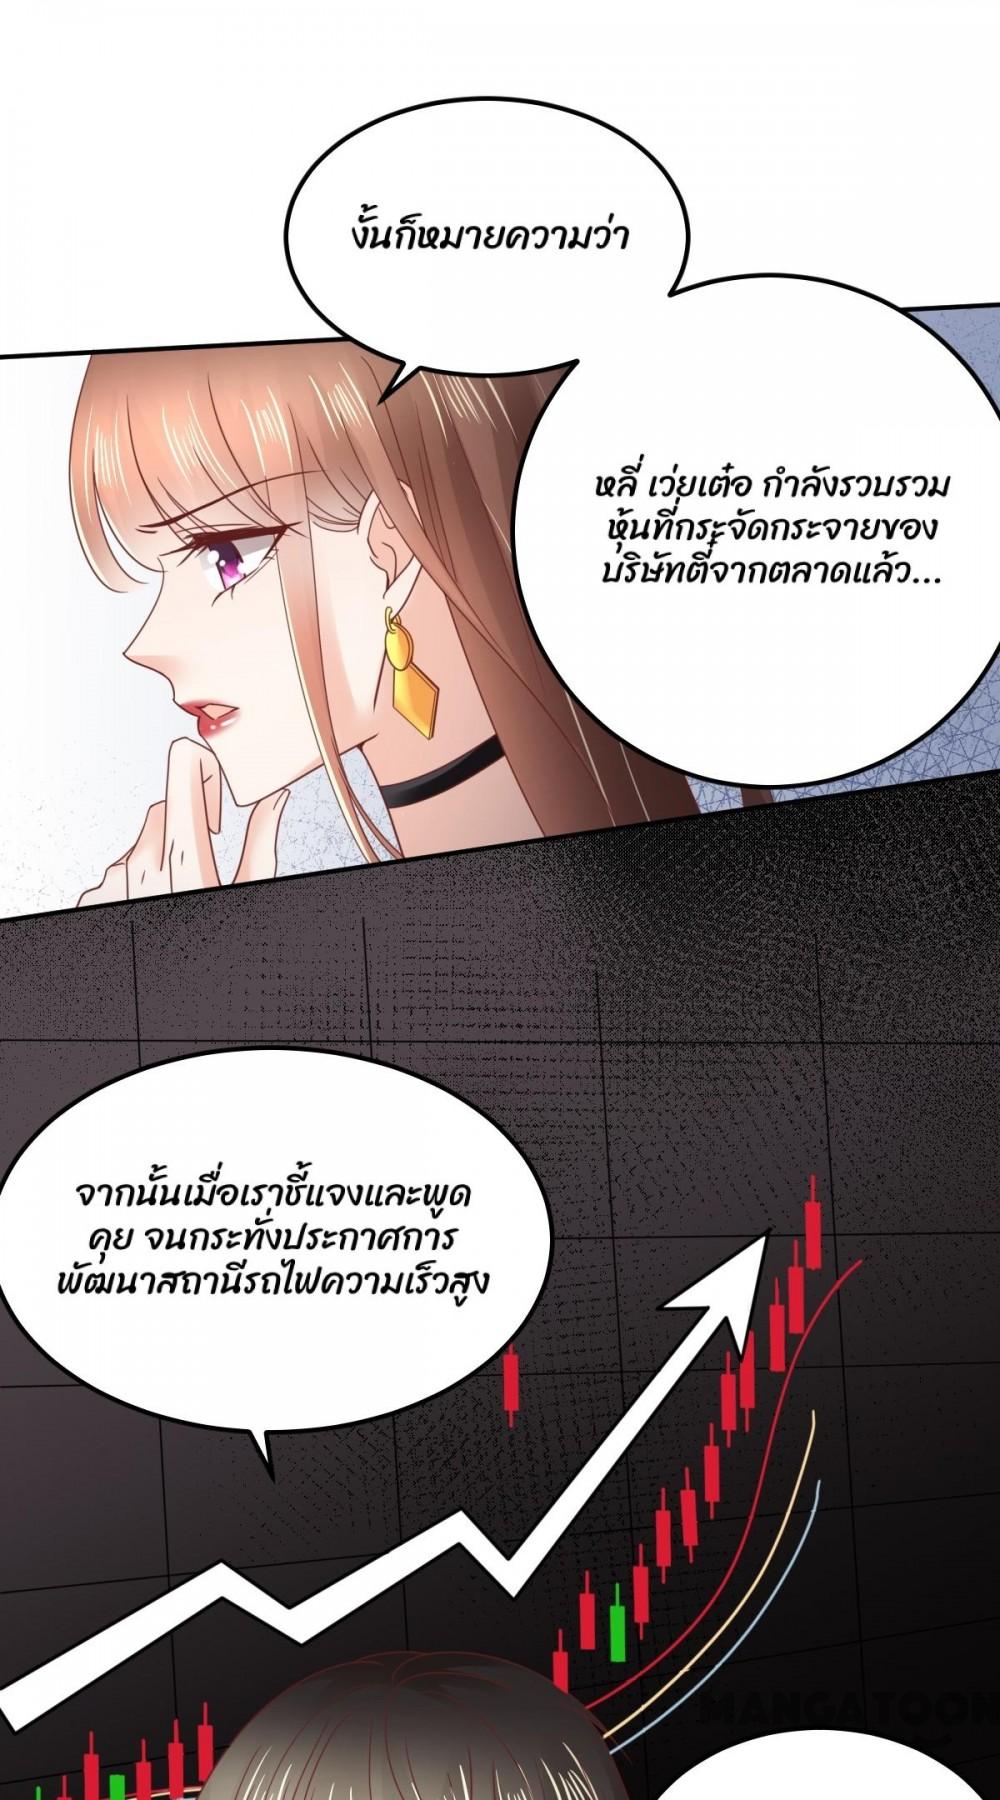 งั้นก็หมายความว่า
หลี่ เว่ยเต๋อ กำลังรวบรวม
หุ้นที่กระจัดกระจายของ
บริษัทตี๋จากตลาดแล้ว...
จากนั้นเมื่อเราชี้แจงและพูด
คุย จนกระทั่งประกาศการ
พัฒนาสถานีรถไฟความเร็วสูง
MANGATOON